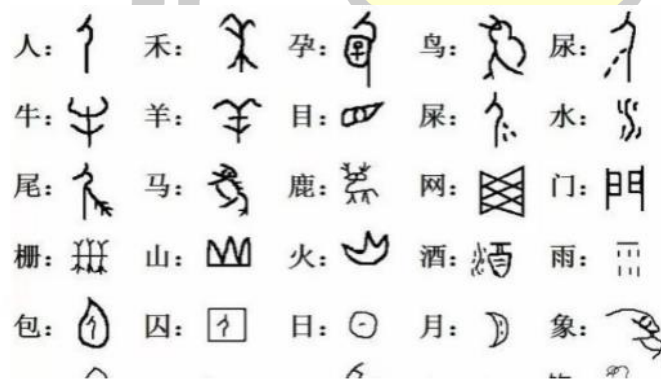 人： 禾： 孕： 鸟： 尿：
牛： 羊： 目： 屎： 水：
尾： 马： 鹿： 网： 门：
栅： 山： 火： 酒： 雨：
包： 囚： 日： 月： 象：